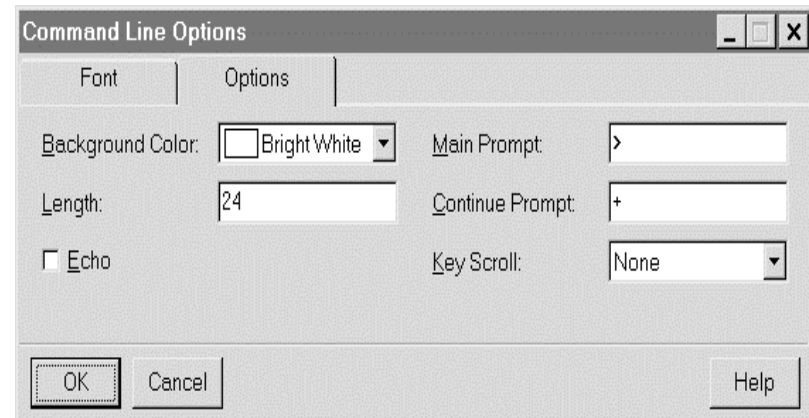 Command Line Options
Font Options
Background Color: Bright White Main Prompt: >
Length: 24 Continue Prompt: +
Echo Key Scroll: None
OK Cancel Help